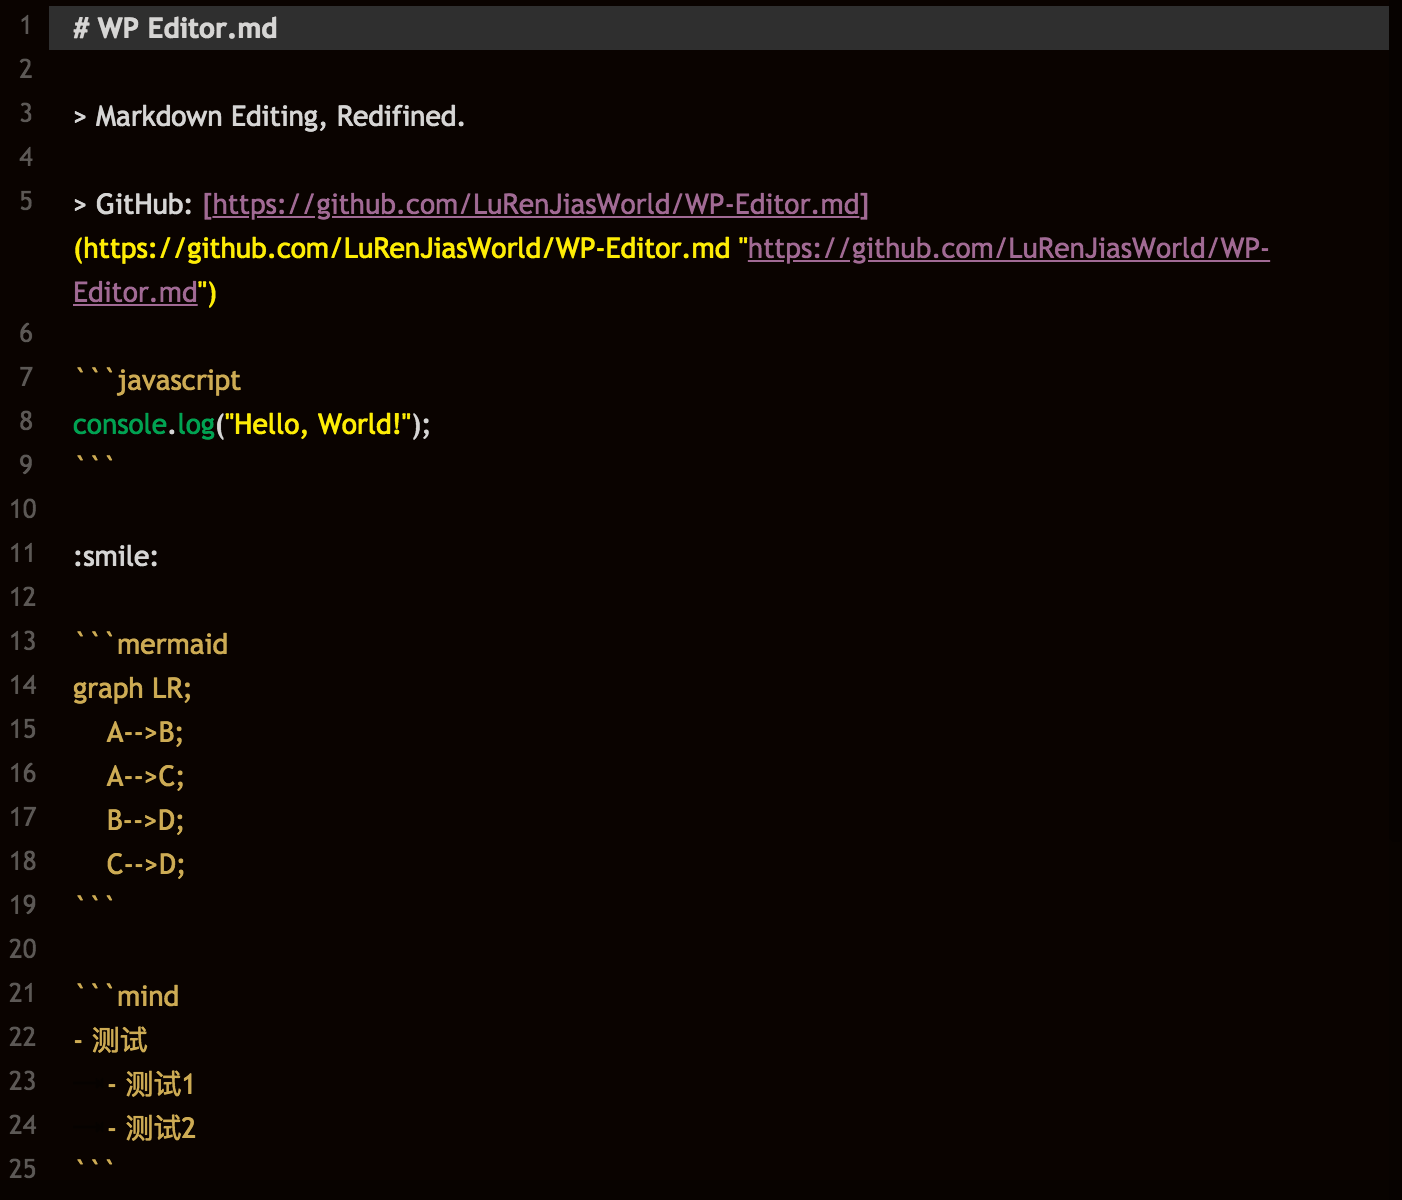 1 # WP Editor.md
2
3 > Markdown Editing, Redifined.
4
5 > GitHub: [https://github.com/LuRenJiasWorld/WP-Editor.md]
(https://github.com/LuRenJiasWorld/WP-Editor.md "https://github.com/LuRenJiasWorld/WP-
Editor.md")
6
7 ```javascript
8 console.log("Hello, World!");
9 ```
10
11 :smile:
12
13 ```mermaid
14 graph LR;
15     A-->B;
16     A-->C;
17     B-->D;
18     C-->D;
19 ```
20
21 ```mind
22 - 测试
23     - 测试1
24     - 测试2
25 ```